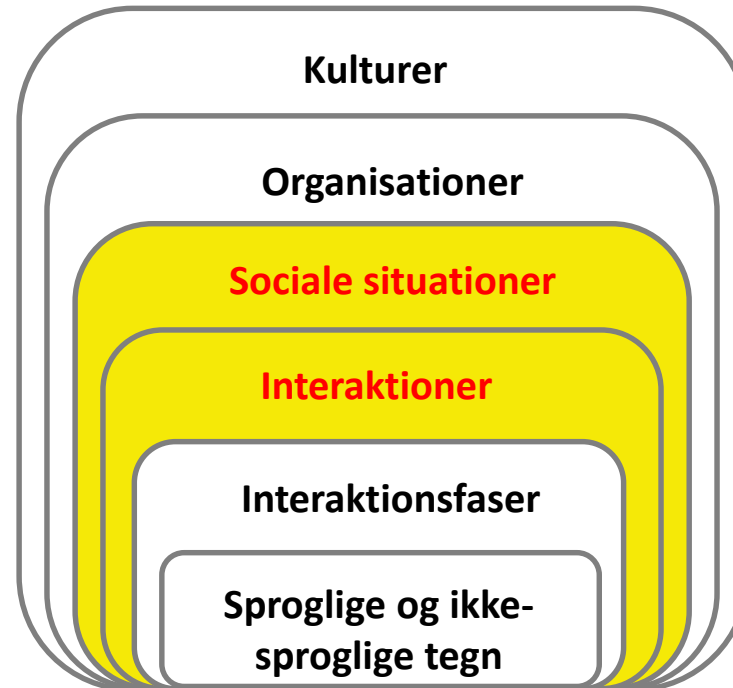 Kulturer
Organisationer
Sociale situationer
Interaktioner
Interaktionsfaser
Sproglige og ikke-
sproglige tegn